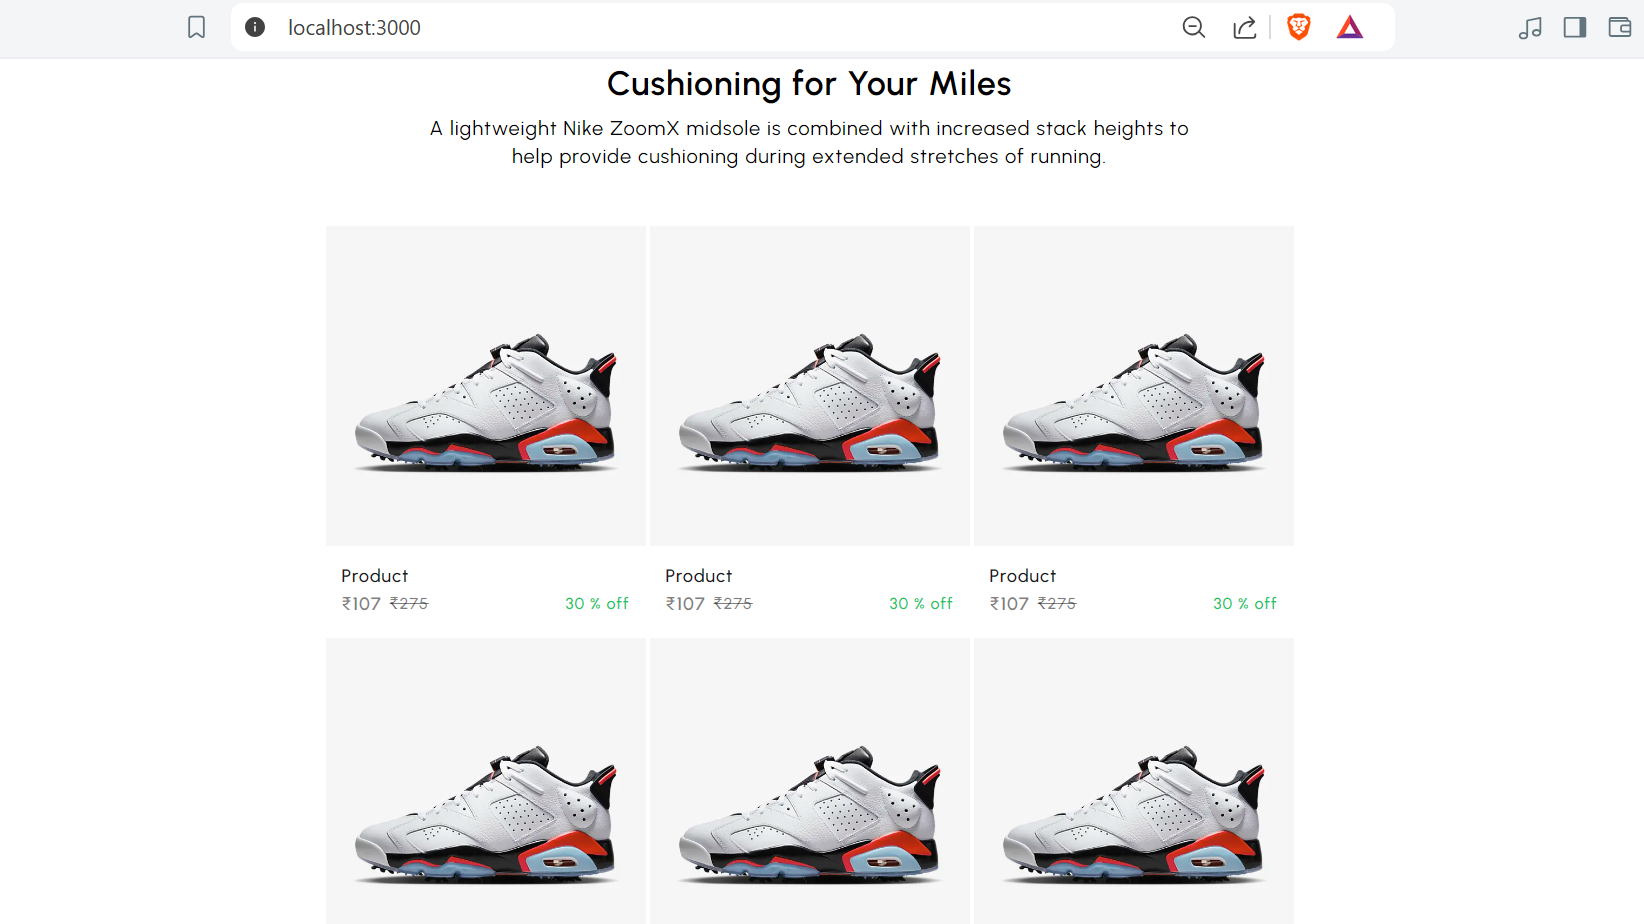 localhost:3000
Cushioning for Your Miles
A lightweight Nike ZoomX midsole is combined with increased stack heights to
help provide cushioning during extended stretches of running.
Product
₹107 ₹275 30 % off
Product
₹107 ₹275 30 % off
Product
₹107 ₹275 30 % off